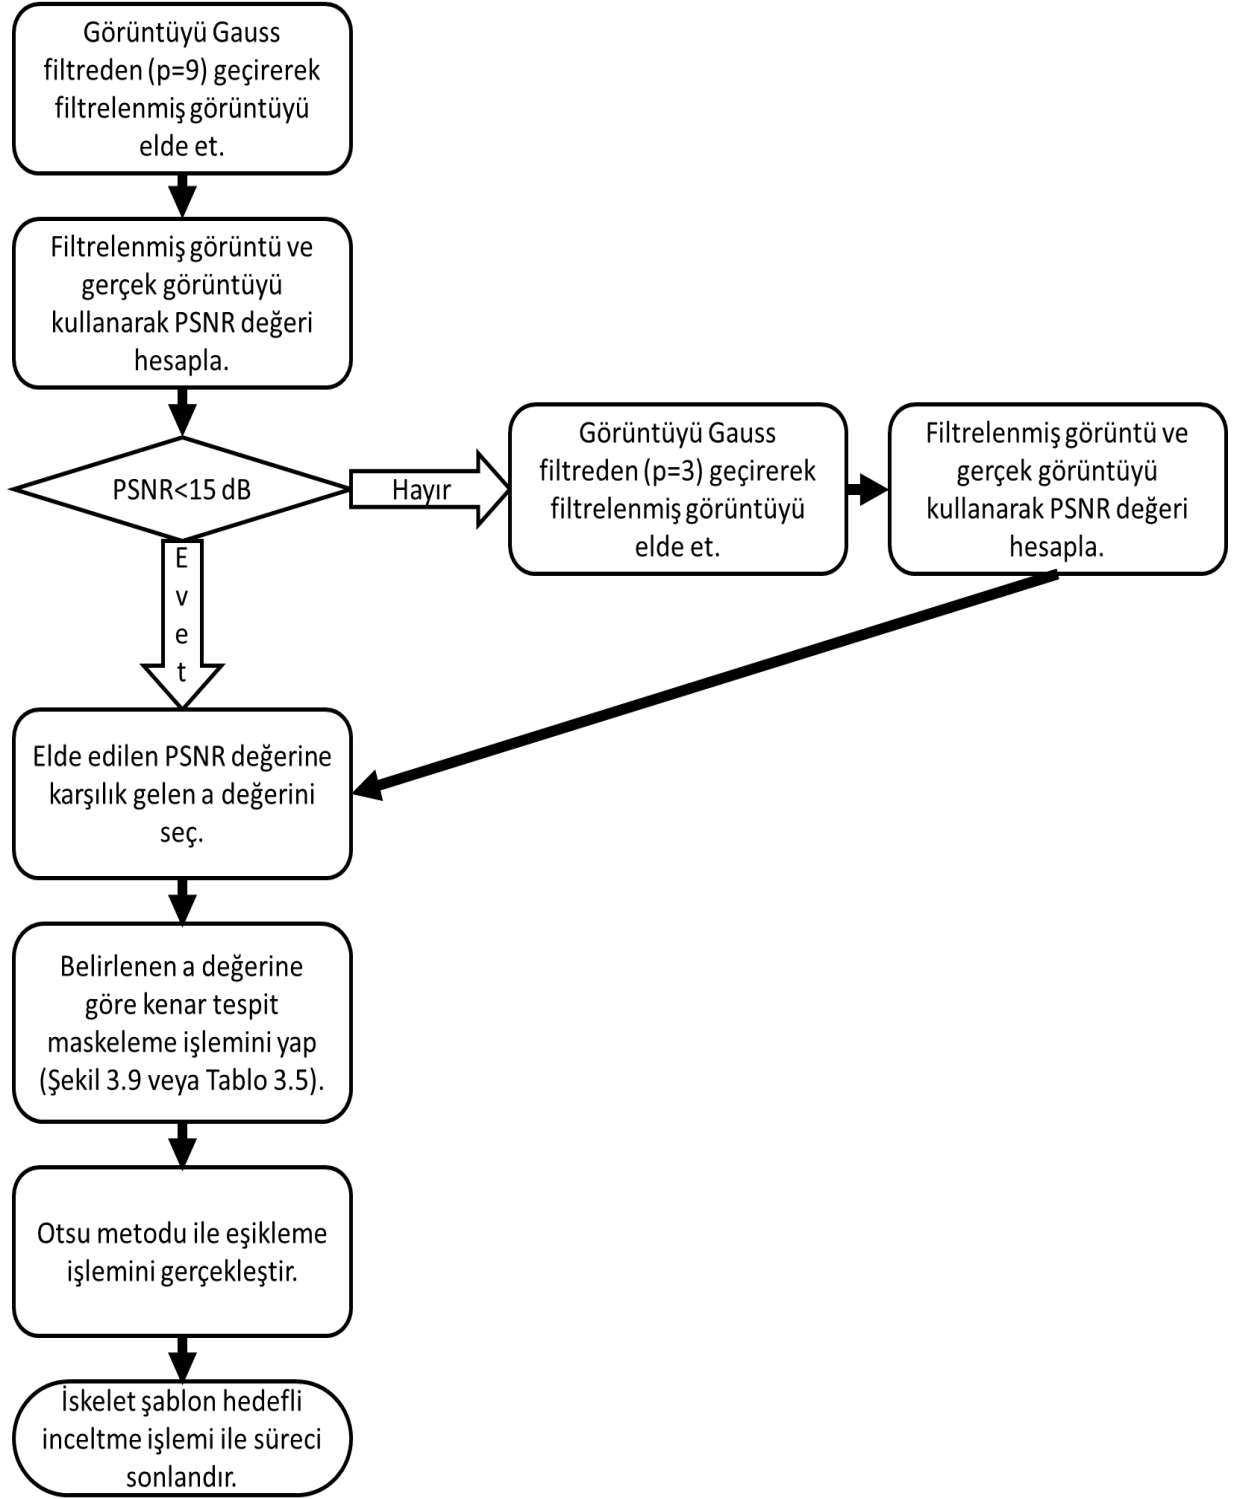 Görüntüyü Gauss
filtreden (p=9) geçirerek
filtrelenmiş görüntüyü
elde et.
Filtrelenmiş görüntü ve
gerçek görüntüyü
kullanarak PSNR değeri
hesapla.
PSNR<15 dB
Hayır
Görüntüyü Gauss
filtreden (p=3) geçirerek
filtrelenmiş görüntüyü
elde et.
Filtrelenmiş görüntü ve
gerçek görüntüyü
kullanarak PSNR değeri
hesapla.
Evet
Elde edilen PSNR değerine
karşılık gelen a değerini
seç.
Belirlenen a değerine
göre kenar tespit
maskeleme işlemini yap
(Şekil 3.9 veya Tablo 3.5).
Otsu metodu ile eşikleme
işlemini gerçekleştir.
İskelet şablon hedefli
inceltme işlemi ile süreci
sonlandır.